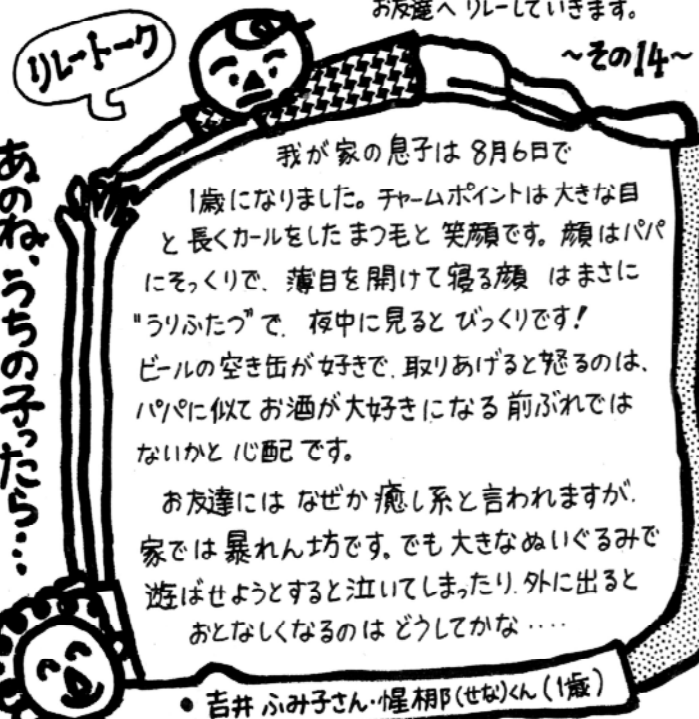 お友達へ リレーしていきます。
リレートーク
～その14～
あのね、うちの子ったら…
我が家の息子は 8月6日で
1歳になりました。チャームポイントは 大きな目
と 長くカールをした まつ毛と 笑顔です。顔はパパ
にそっくりで、薄目を開けて寝る顔 はまさに
"うりふたつ"で、夜中に見ると びっくりです!
ビールの空き缶が好きで、取りあげると怒るのは、
パパに似て お酒が大好きになる 前ぶれでは
ないかと 心配です。
お友達には なぜか 癒し系と言われますが、
家では 暴れん坊です。でも 大きなぬいぐるみで
遊ばせようとすると泣いてしまったり、外に出ると
おとなしくなるのは どうしてかな ‥‥
• 吉井 ふみ子さん・惺梛(せな)くん (1歳)